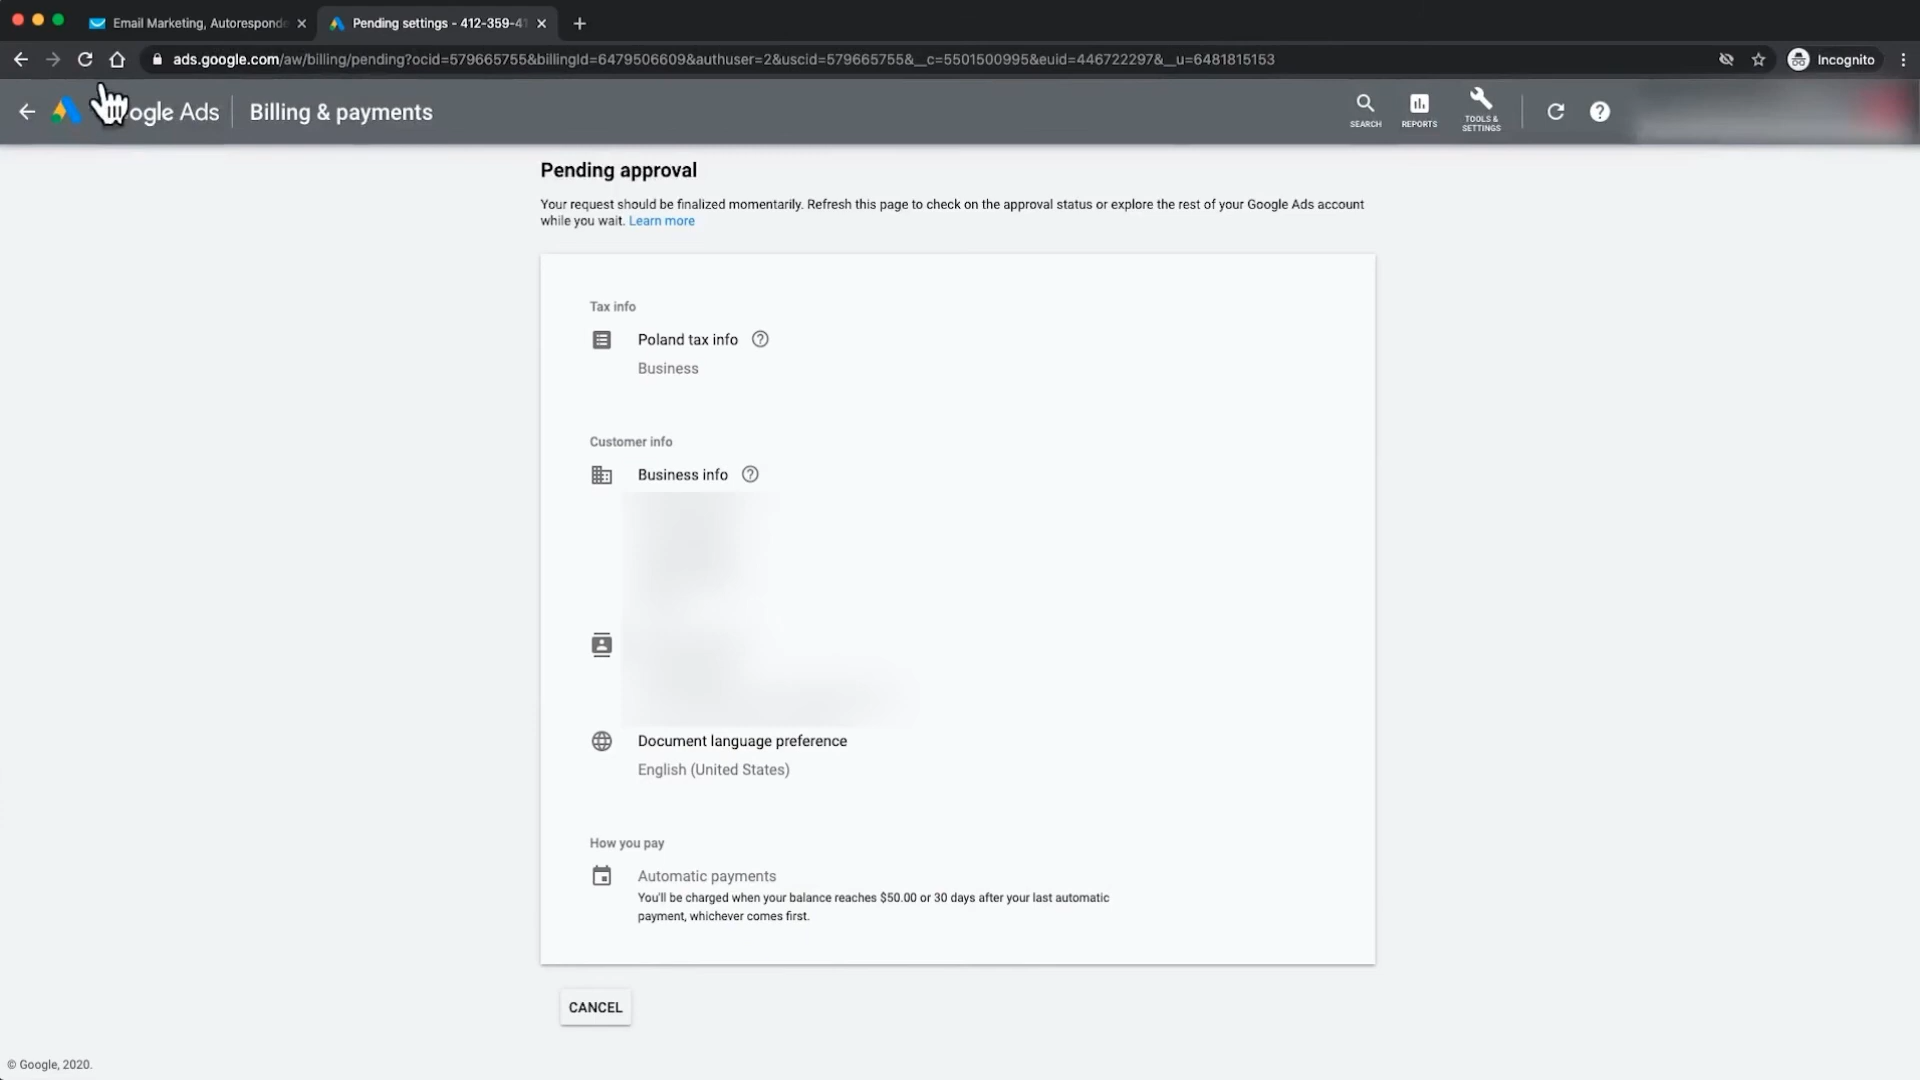 Email Marketing, Autoresponde
Pending settings - 412-359-41
ads.google.com/aw/billing/pending?ocid=579665755&billingId=6479506609&authuser=2&uscid=579665755&__c=5501500995&euid=446722297&__u=6481815153
Incognito
ogle Ads
Billing & payments
SEARCH
REPORTS
TOOLS &
SETTINGS
Pending approval
Your request should be finalized momentarily. Refresh this page to check on the approval status or explore the rest of your Google Ads account
while you wait. Learn more
Tax info
Poland tax info
Business
Customer info
Business info
Document language preference
English (United States)
How you pay
Automatic payments
You'll be charged when your balance reaches $50.00 or 30 days after your last automatic
payment, whichever comes first.
CANCEL
© Google, 2020.